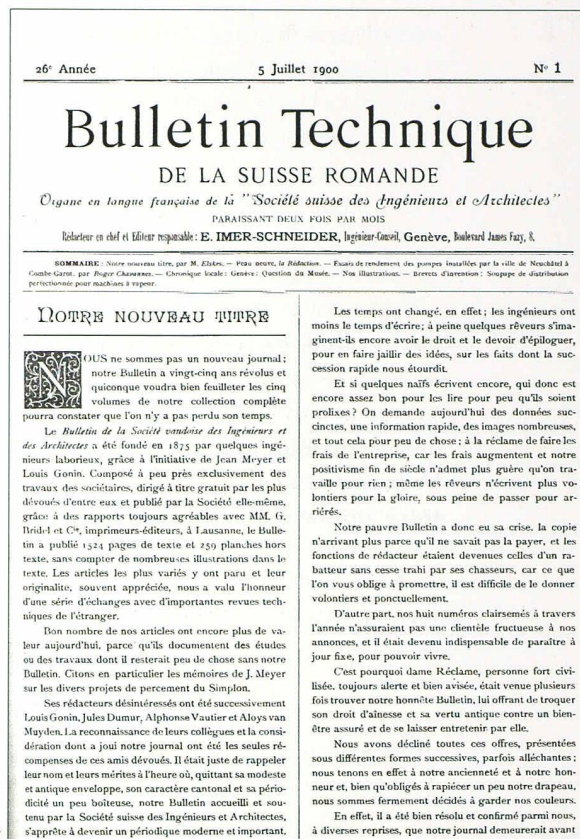 26e Année
5 Juillet 1900
No 1
Bulletin Technique
DE LA SUISSE ROMANDE
Organe en langue française de la "Société suisse des Ingénieurs et Architectes"
PARAISSANT DEUX FOIS PAR MOIS
Rédacteur en chef et Editeur responsable: E. IMER-SCHNEIDER, Ingénieur-Conseil, Genève, Boulevard James Fazy, 8.
SOMMAIRE : Notre nouveau titre, par M. Elskes. — Peau neuve, la Rédaction. — Essais de rendement des pompes installées par la ville de Neuchâtel à
Combe-Garot, par Roger Chavannes. — Chronique locale: Genève: Question du Musée. — Nos illustrations. — Brevets d'invention: Soupape de distribution
perfectionnée pour machines à vapeur.
NOTRE NOUVEAU TITRE
NOUS ne sommes pas un nouveau journal;
notre Bulletin a vingt-cinq ans révolus et
quiconque voudra bien feuilleter les cinq
volumes de notre collection complète
pourra constater que l'on n'y a pas perdu son temps.
Le Bulletin de la Société vaudoise des Ingénieurs et
des Architectes a été fondé en 1875 par quelques ingé-
nieurs laborieux, grâce à l'initiative de Jean Meyer et
Louis Gonin. Composé à peu près exclusivement des
travaux des sociétaires, dirigé à titre gratuit par les plus
dévoués d'entre eux et publié par la Société elle-même,
grâce à des rapports toujours agréables avec MM. G.
Bridel et Cie, imprimeurs-éditeurs, à Lausanne, le Bulle-
tin a publié 1524 pages de texte et 259 planches hors
texte, sans compter de nombreuses illustrations dans le
texte. Les articles les plus variés y ont paru et leur
originalité, souvent appréciée, nous a valu l'honneur
d'une série d'échanges avec d'importantes revues tech-
niques de l'étranger.
Bon nombre de nos articles ont encore plus de va-
leur aujourd'hui, parce qu'ils documentent des études
ou des travaux dont il resterait peu de chose sans notre
Bulletin. Citons en particulier les mémoires de J. Meyer
sur les divers projets de percement du Simplon.
Ses rédacteurs désintéressés ont été successivement
Louis Gonin, Jules Dumur, Alphonse Vautier et Aloys van
Muyden. La reconnaissance de leurs collègues et la consi-
dération dont a joui notre journal ont été les seules ré-
compenses de ces amis dévoués. Il était juste de rappeler
leur nom et leurs mérites à l'heure où, quittant sa modeste
et antique enveloppe, son caractère cantonal et sa pério-
dicité un peu boîteuse, notre Bulletin accueilli et sou-
tenu par la Société suisse des Ingénieurs et Architectes,
s'apprête à devenir un périodique moderne et important.
Les temps ont changé, en effet; les ingénieurs ont
moins le temps d'écrire; à peine quelques rêveurs s'ima-
ginent-ils encore avoir le droit et le devoir d'épiloguer,
pour en faire jaillir des idées, sur les faits dont la suc-
cession rapide nous étourdit.
Et si quelques naïfs écrivent encore, qui donc est
encore assez bon pour les lire pour peu qu'ils soient
prolixes? On demande aujourd'hui des données suc-
cinctes, une information rapide, des images nombreuses,
et tout cela pour peu de chose; à la réclame de faire les
frais de l'entreprise, car les frais augmentent et notre
positivisme fin de siècle n'admet plus guère qu'on tra-
vaille pour rien; même les rêveurs n'écrivent plus vo-
lontiers pour la gloire, sous peine de passer pour ar-
riérés.
Notre pauvre Bulletin a donc eu sa crise, la copie
n'arrivant plus parce qu'il ne savait pas la payer, et les
fonctions de rédacteur étaient devenues celles d'un ra-
batteur sans cesse trahi par ses chasseurs, car ce que
l'on vous oblige à promettre, il est difficile de le donner
volontiers et ponctuellement.
D'autre part, nos huit numéros clairsemés à travers
l'année n'assuraient pas une clientèle fructueuse à nos
annonces, et il était devenu indispensable de paraître à
jour fixe, pour pouvoir vivre.
C'est pourquoi dame Réclame, personne fort civi-
lisée, toujours alerte et bien avisée, était venue plusieurs
fois trouver notre honnête Bulletin, lui offrant de troquer
son droit d'aînesse et sa vertu antique contre un bien-
être assuré et de se laisser entretenir par elle.
Nous avons décliné toutes ces offres, présentées
sous différentes formes successives, parfois alléchantes;
nous tenons en effet à notre ancienneté et à notre hon-
neur et, bien qu'obligés à rapiécer un peu notre drapeau,
nous sommes fermement décidés à garder nos couleurs.
En effet, il a été bien résolu et confirmé parmi nous,
à diverses reprises, que notre journal demeurerait avant